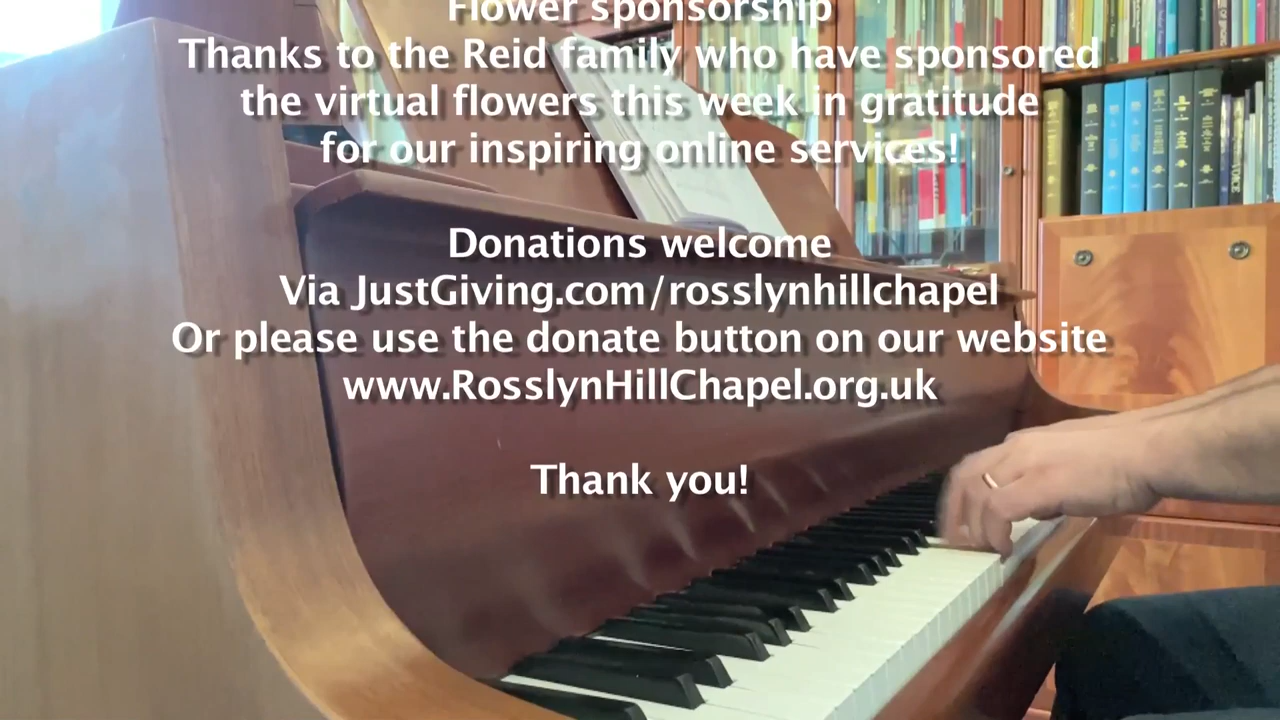 Flower sponsorship
Thanks to the Reid family who have sponsored
the virtual flowers this week in gratitude
for our inspiring online services!
Donations welcome
Via JustGiving.com/rosslynhillchapel
Or please use the donate button on our website
www.RosslynHillChapel.org.uk
Thank you!